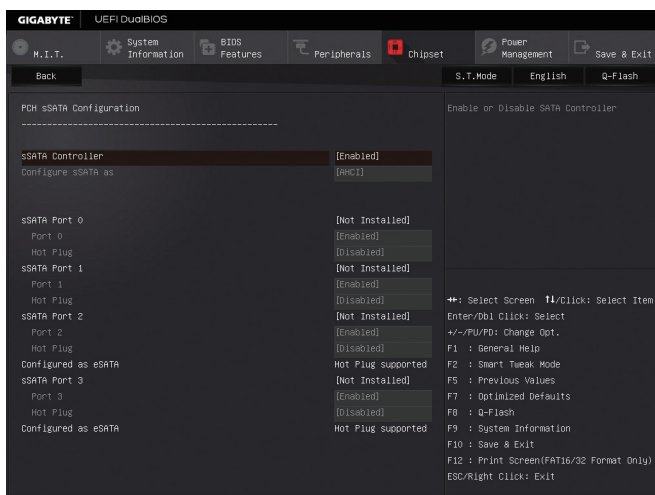 GIGABYTE™ UEFI DualBIOS
M.I.T.
System Information
BIOS Features
Peripherals
Chipset
Power Management
Save & Exit
Back
S.T.Mode English Q-Flash
PCH sSATA Configuration
Enable or Disable SATA Controller
--------------------------------------------------
sSATA Controller [Enabled]
Configure sSATA as [AHCI]
sSATA Port 0 [Not Installed]
Port 0 [Enabled]
Hot Plug [Disabled]
sSATA Port 1 [Not Installed]
Port 1 [Enabled]
Hot Plug [Disabled]
sSATA Port 2 [Not Installed]
Port 2 [Enabled]
Hot Plug [Disabled]
Configured as eSATA Hot Plug supported
sSATA Port 3 [Not Installed]
Port 3 [Enabled]
Hot Plug [Disabled]
Configured as eSATA Hot Plug supported
→←: Select Screen ↑↓/Click: Select Item
Enter/Dbl Click: Select
+/-/PU/PD: Change Opt.
F1 : General Help
F2 : Smart Tweak Mode
F5 : Previous Values
F7 : Optimized Defaults
F8 : Q-Flash
F9 : System Information
F10 : Save & Exit
F12 : Print Screen(FAT16/32 Format Only)
ESC/Right Click: Exit